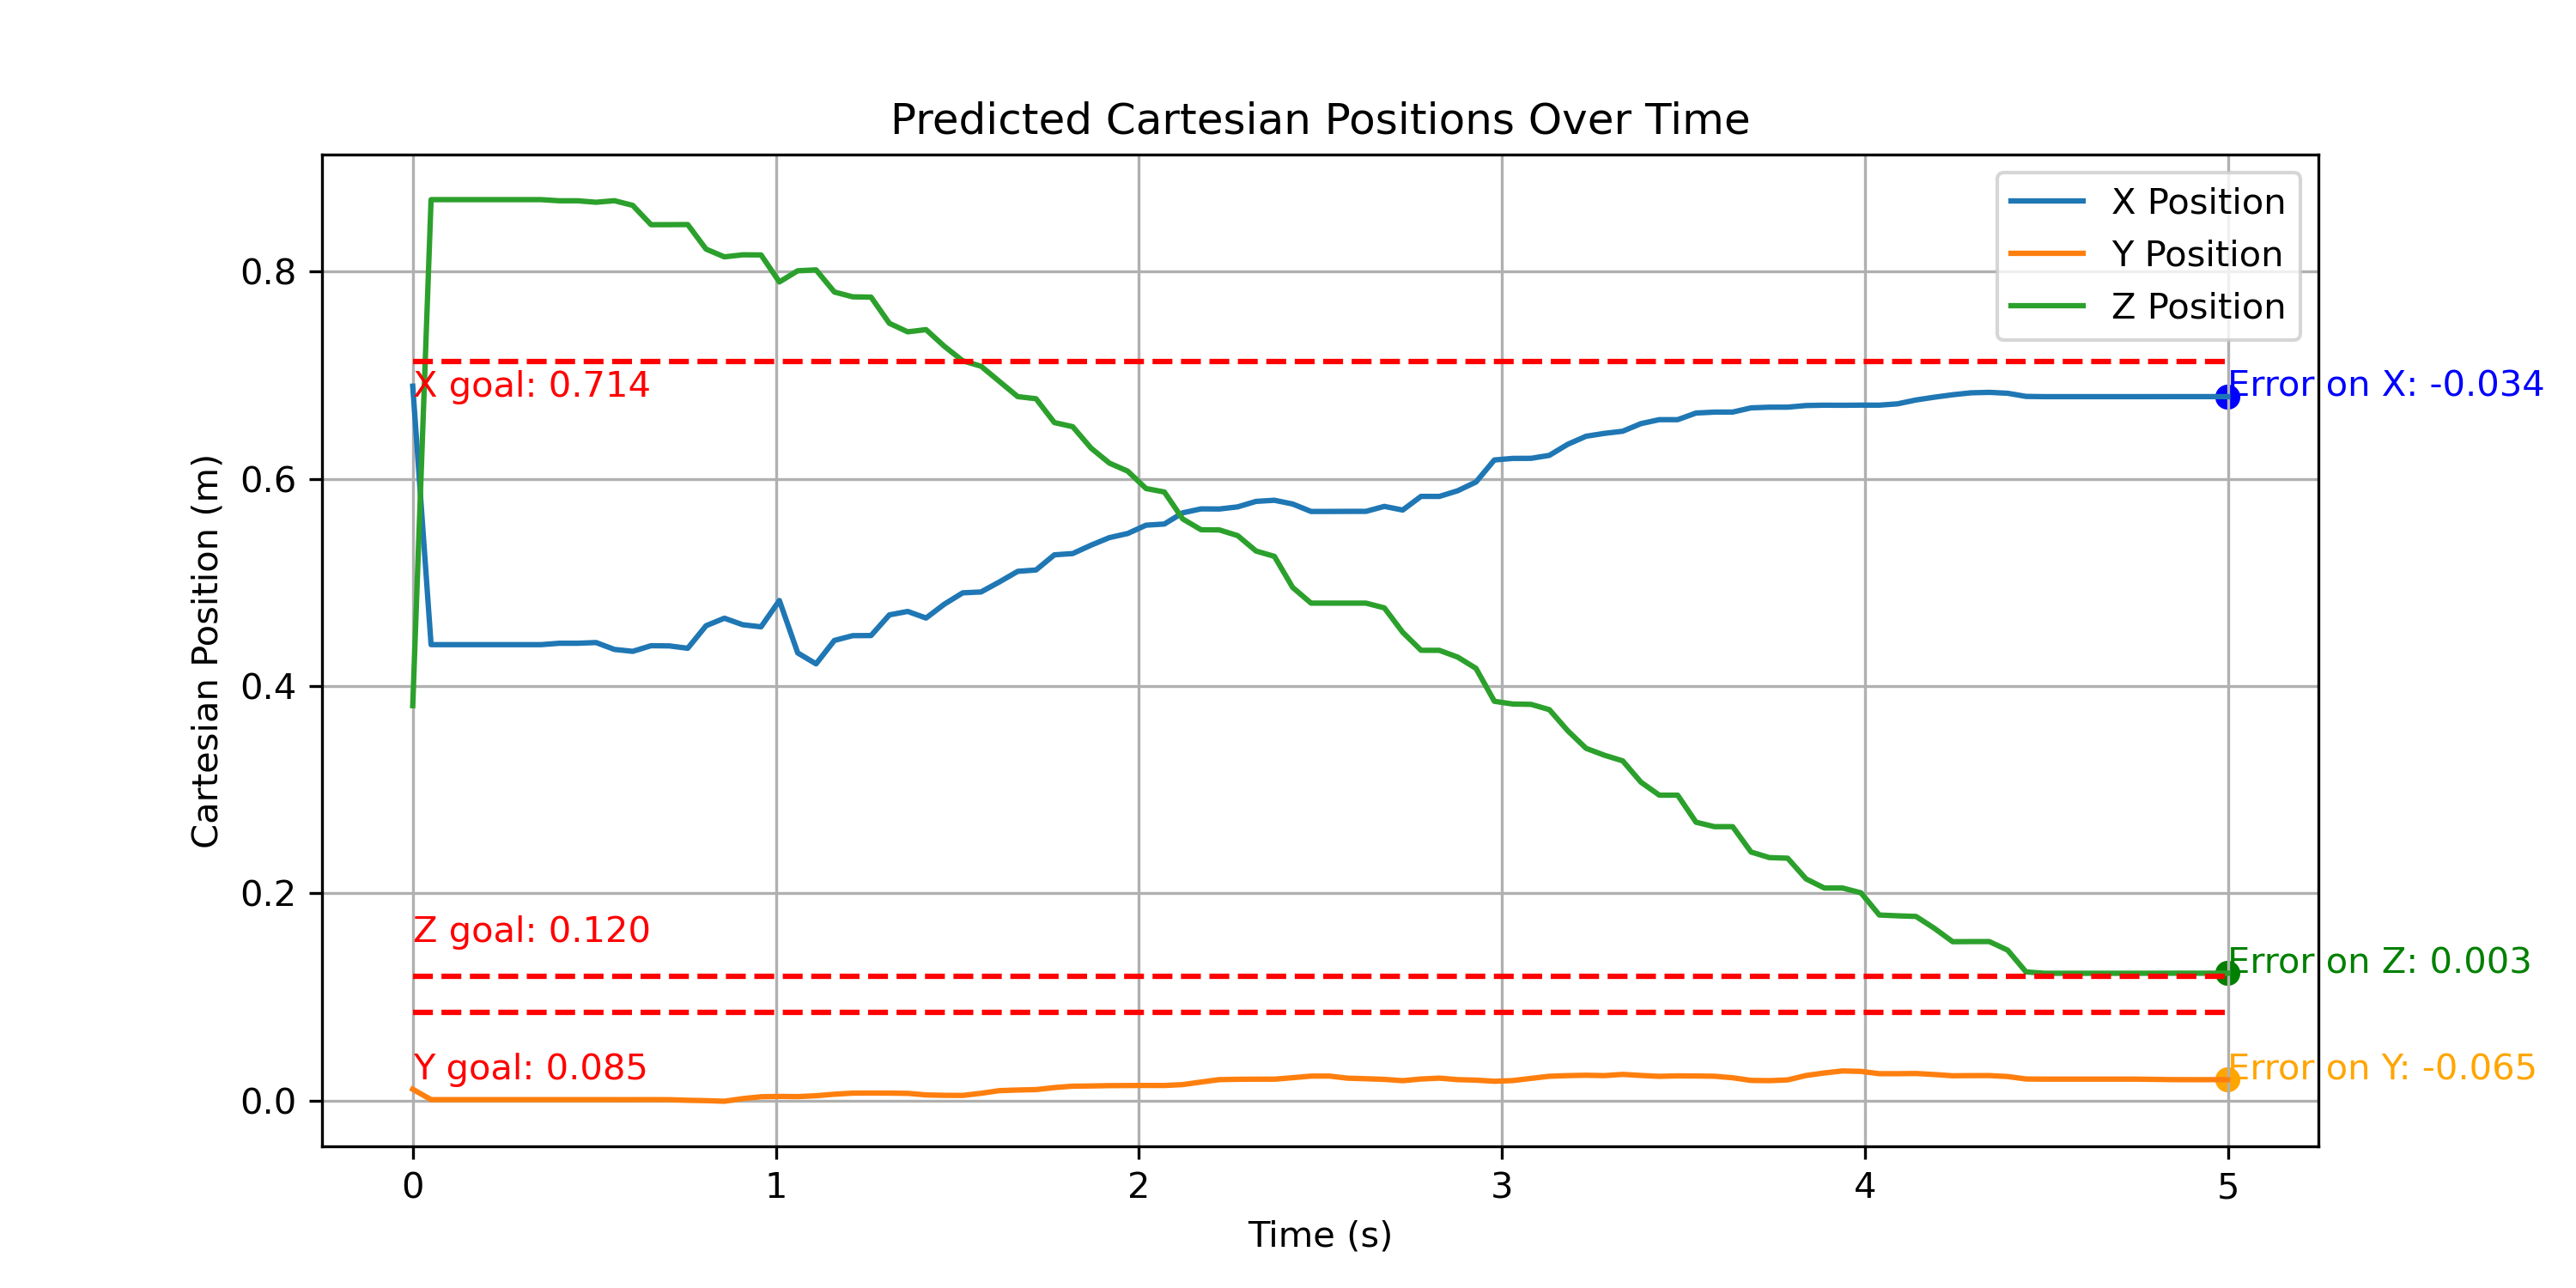 Predicted Cartesian Positions Over Time
X Position
Y Position
Z Position
0.8
0.6
0.4
0.2
0.0
Cartesian Position (m)
X goal: 0.714
Error on X: -0.034
Z goal: 0.120
Error on Z: 0.003
Y goal: 0.085
Error on Y: -0.065
0 1 2 3 4 5
Time (s)